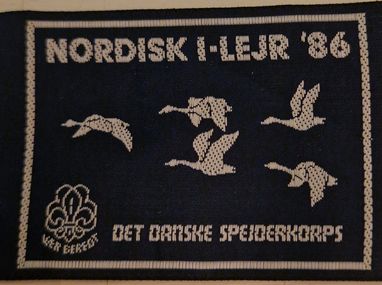 NORDISK I-LEJR '86
VÆR BEREDT
DET DANSKE SPEJDERKORPS